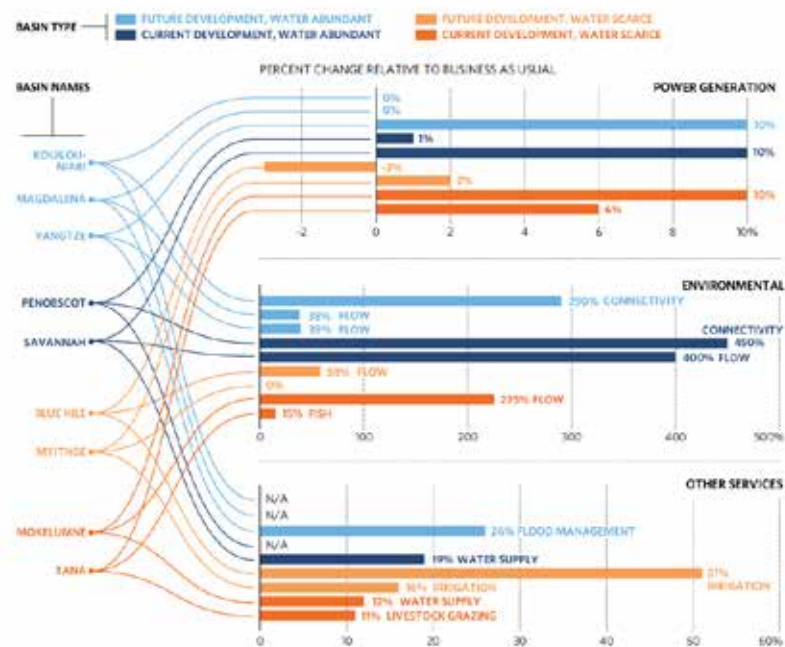 BASIN TYPE
FUTURE DEVELOPMENT, WATER ABUNDANT
FUTURE DEVELOPMENT, WATER SCARCE
CURRENT DEVELOPMENT, WATER ABUNDANT
CURRENT DEVELOPMENT, WATER SCARCE
BASIN NAMES
KOUILOU-
NIARI
MAGDALENA
YANGTZE
PENOBSCOT
SAVANNAH
BLUE NILE
MYITNGE
MOKELUMNE
TANA
PERCENT CHANGE RELATIVE TO BUSINESS AS USUAL
POWER GENERATION
0%
0%
10%
1%
10%
-3%
2%
10%
6%
-2 0 2 4 6 8 10%
ENVIRONMENTAL
290% CONNECTIVITY
38% FLOW
39% FLOW
CONNECTIVITY
450%
400% FLOW
FLOW
0%
FLOW
15% FISH
0 100 200 300 400 500%
OTHER SERVICES
N/A
N/A
26% FLOOD MANAGEMENT
N/A
19% WATER SUPPLY
51%
IRRIGATION
16% IRRIGATION
12% WATER SUPPLY
11% LIVESTOCK GRAZING
0 10 20 30 40 50 60%